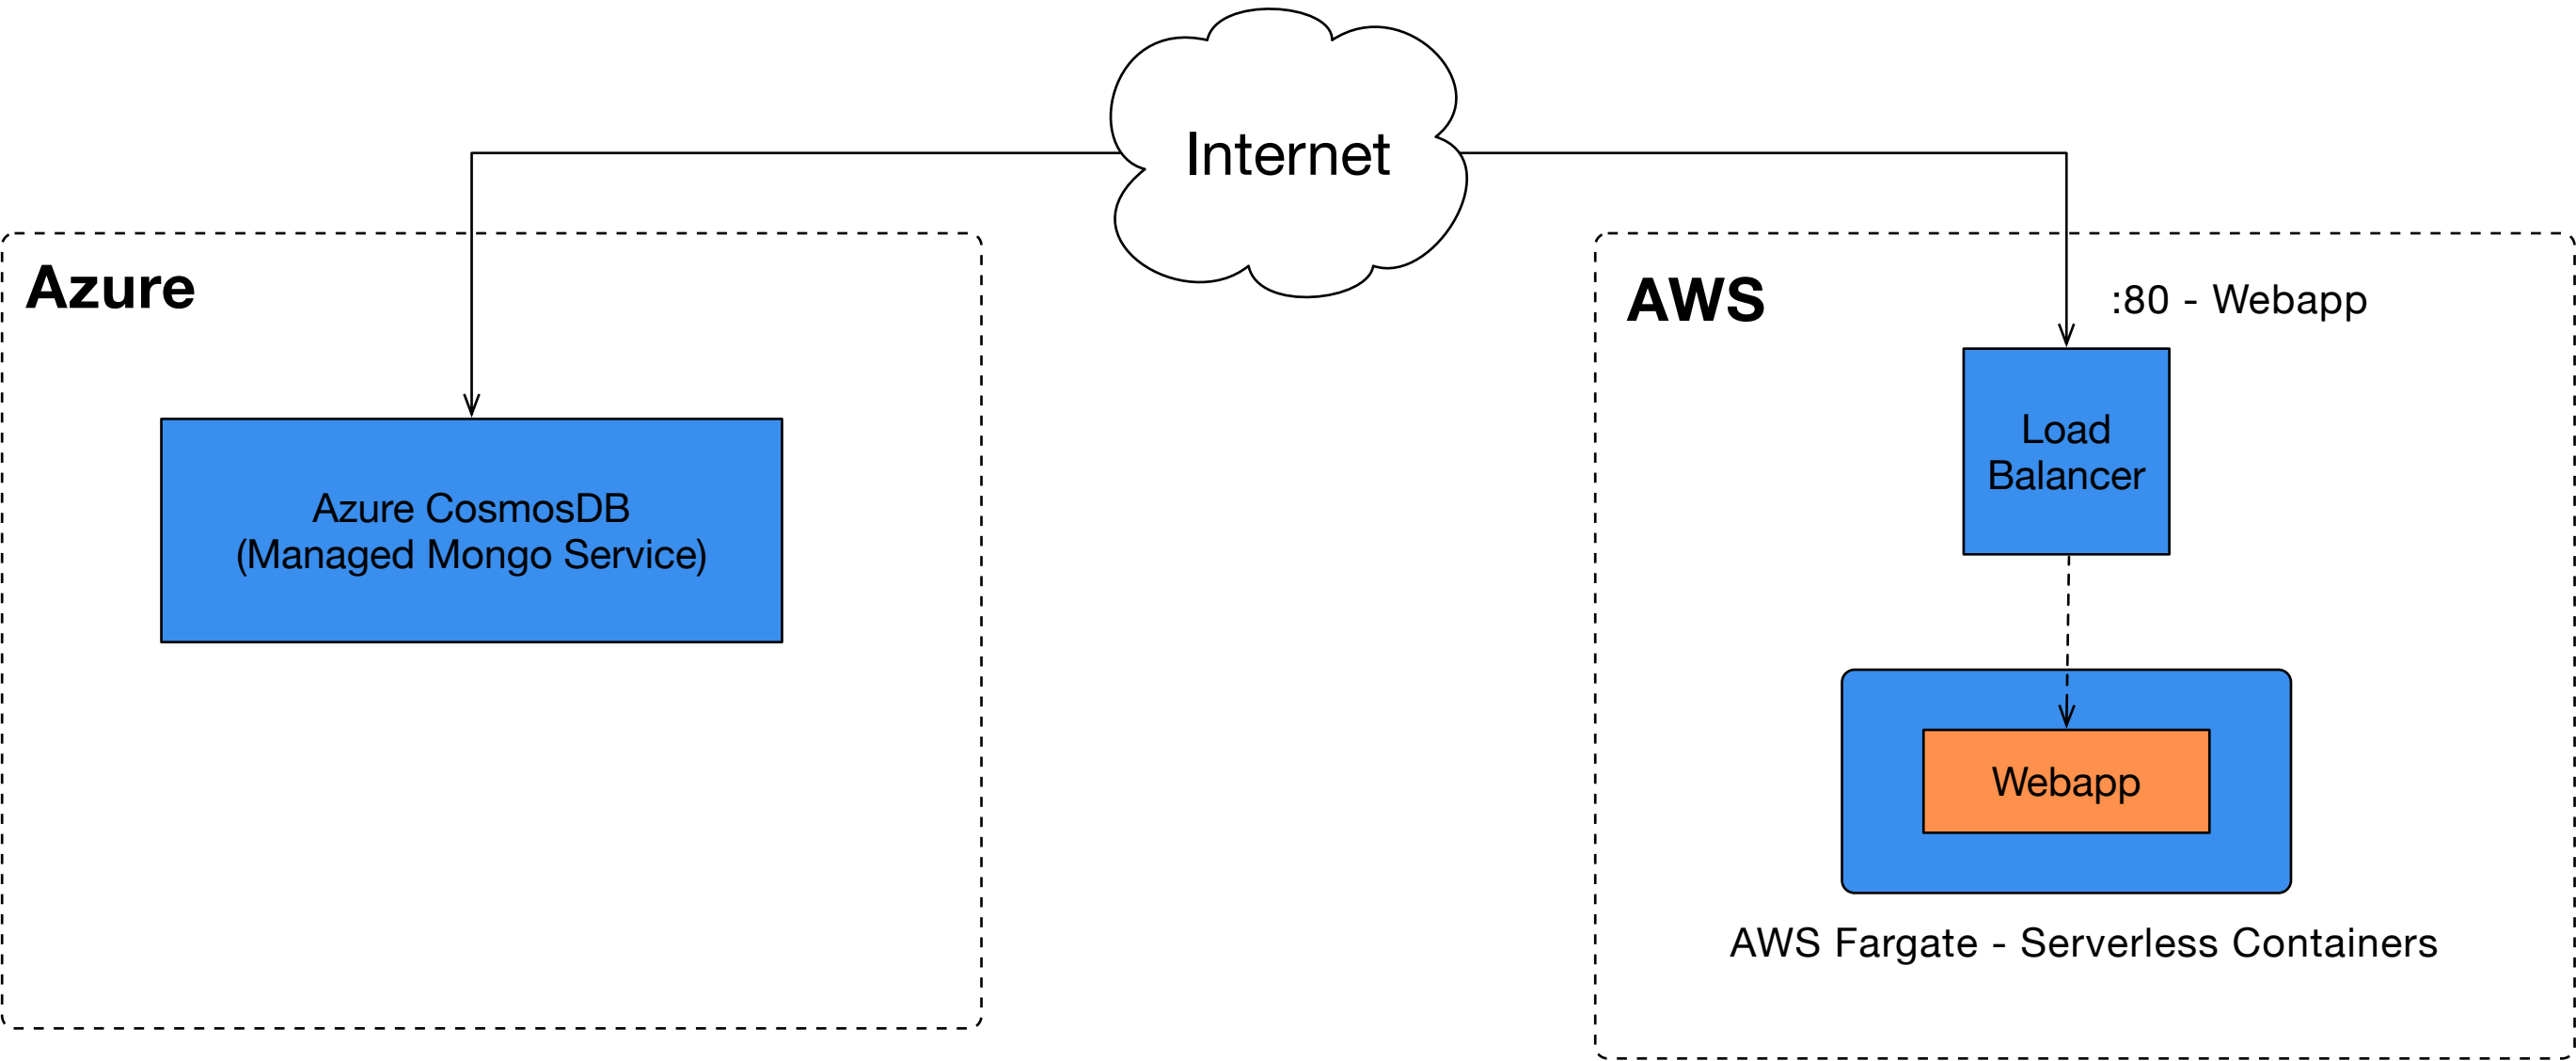 Internet
Azure
Azure CosmosDB
(Managed Mongo Service)
AWS
:80 - Webapp
Load
Balancer
Webapp
AWS Fargate - Serverless Containers